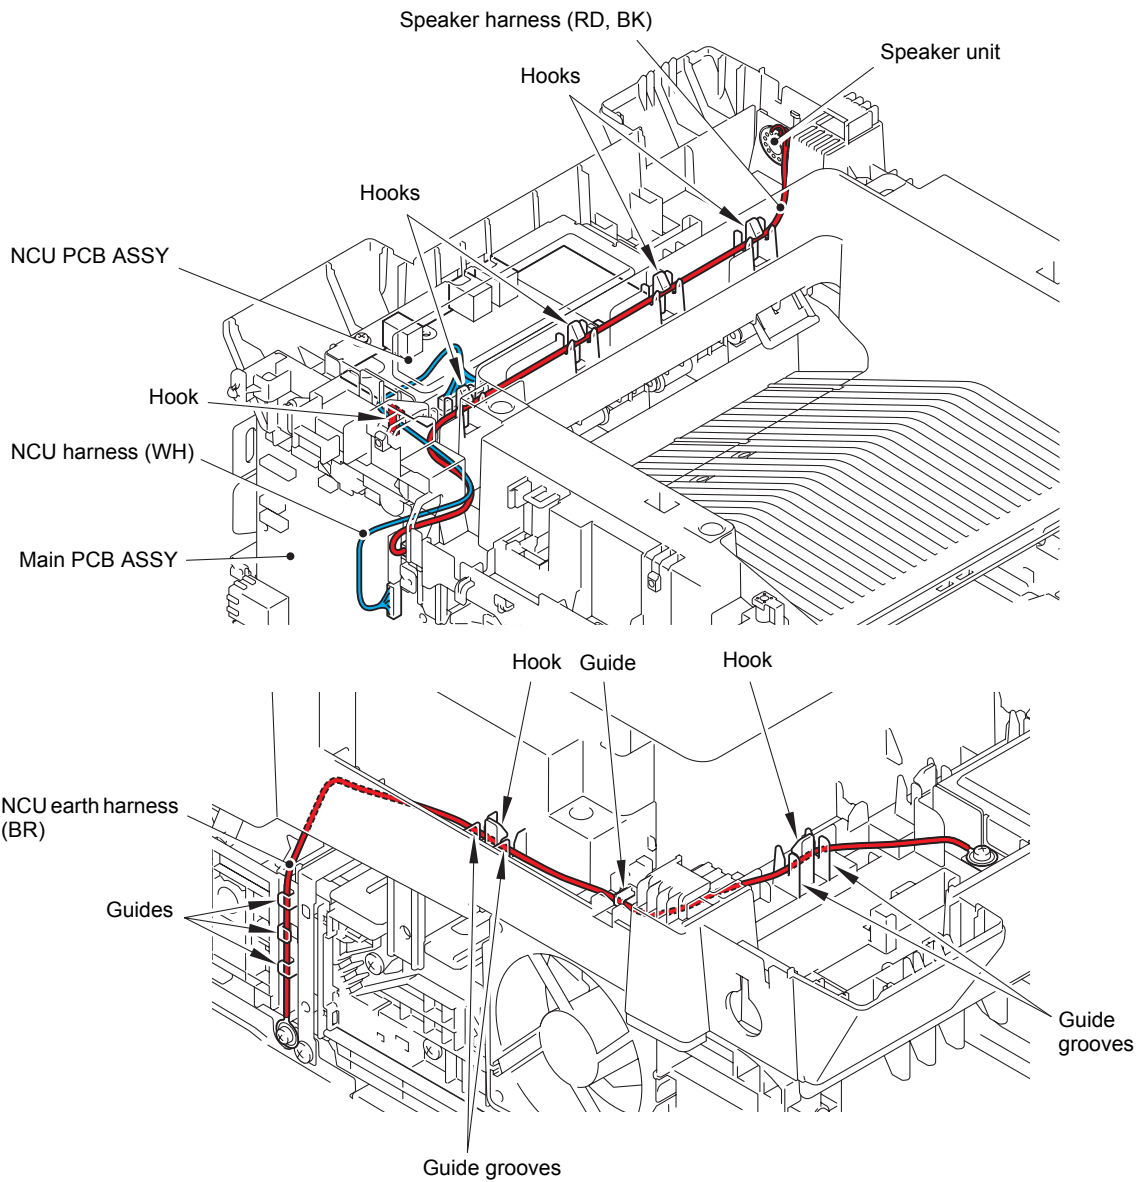 Speaker harness (RD, BK)
Speaker unit
Hooks
Hooks
NCU PCB ASSY
Hook
NCU harness (WH)
Main PCB ASSY
Hook
Guide
Hook
NCU earth harness
(BR)
Guides
Guide
grooves
Guide grooves